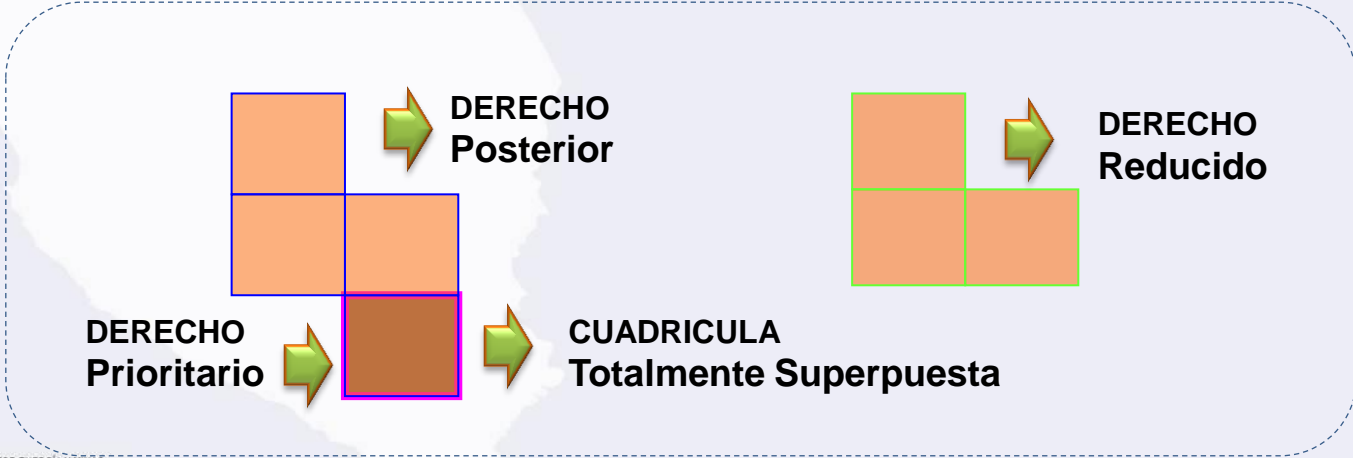 DERECHO
Posterior
DERECHO
Prioritario
CUADRICULA
Totalmente Superpuesta
DERECHO
Reducido